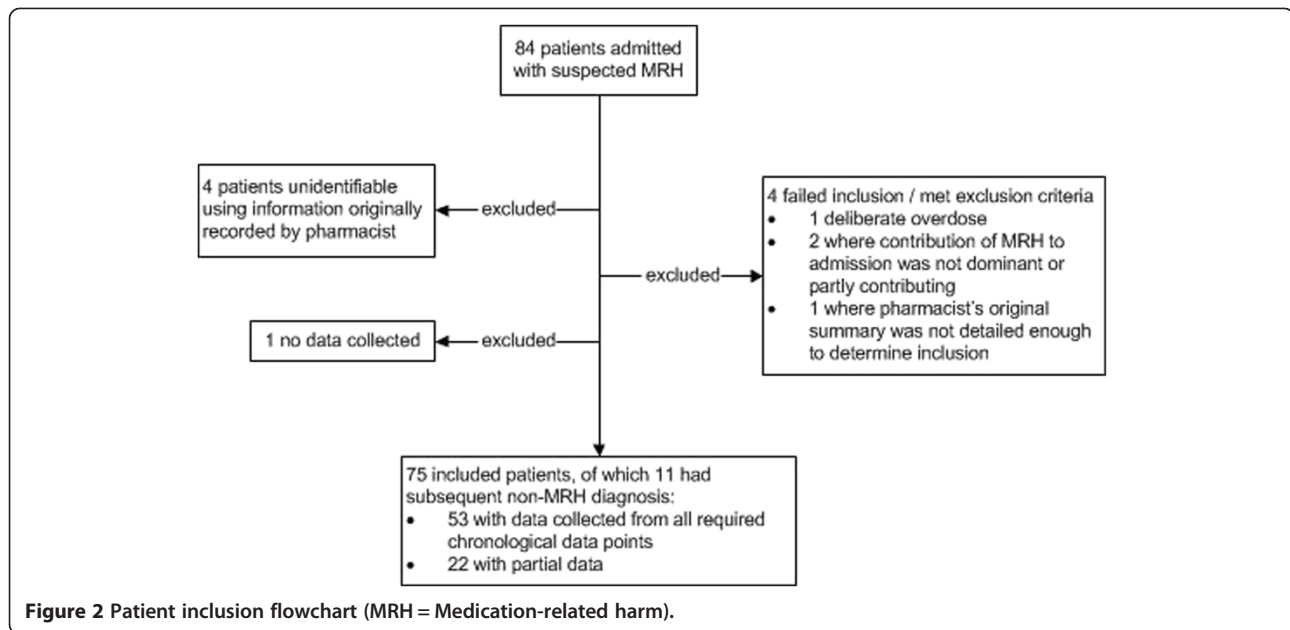 84 patients admitted
with suspected MRH
4 patients unidentifiable
using information originally
recorded by pharmacist
excluded
4 failed inclusion / met exclusion criteria
• 1 deliberate overdose
• 2 where contribution of MRH to
admission was not dominant or
partly contributing
• 1 where pharmacist's original
summary was not detailed enough
to determine inclusion
excluded
1 no data collected
excluded
75 included patients, of which 11 had
subsequent non-MRH diagnosis:
• 53 with data collected from all required
chronological data points
• 22 with partial data
Figure 2 Patient inclusion flowchart (MRH = Medication-related harm).